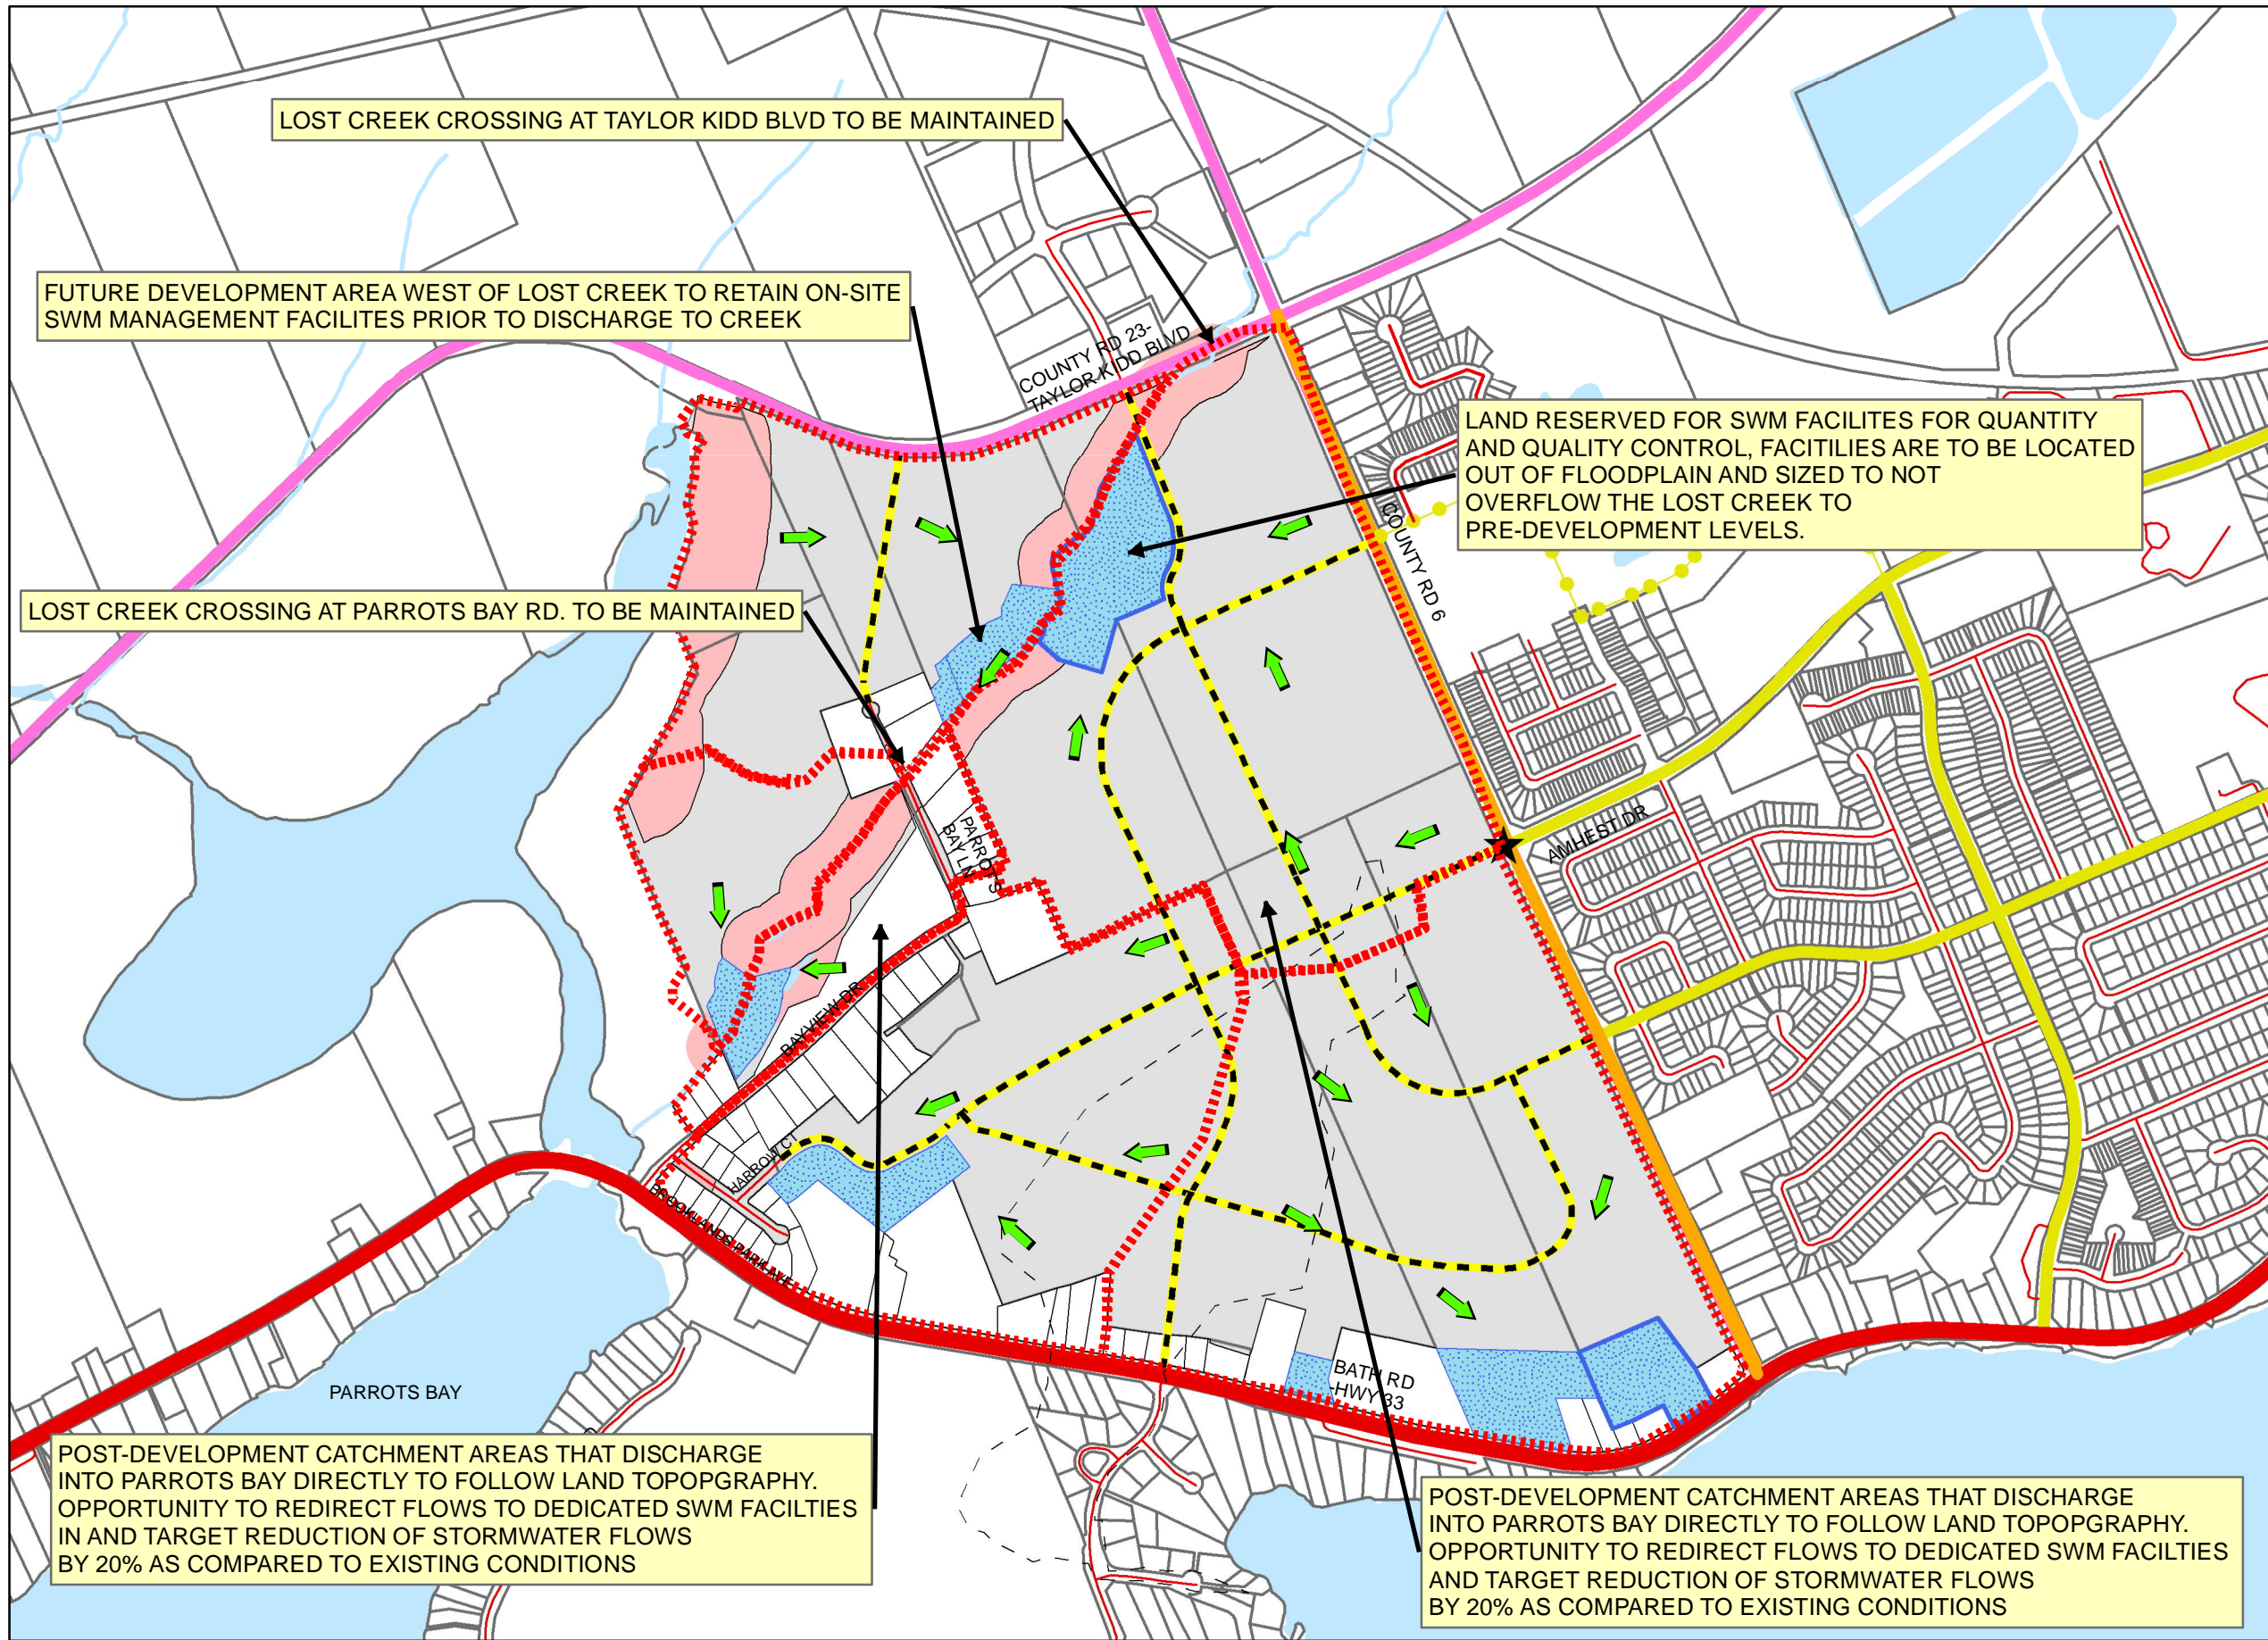 LOST CREEK CROSSING AT TAYLOR KIDD BLVD TO BE MAINTAINED
FUTURE DEVELOPMENT AREA WEST OF LOST CREEK TO RETAIN ON-SITE
SWM MANAGEMENT FACILITES PRIOR TO DISCHARGE TO CREEK
COUNTY RD 23-
TAYLOR KIDD BLVD
LAND RESERVED FOR SWM FACILITES FOR QUANTITY
AND QUALITY CONTROL, FACITILIES ARE TO BE LOCATED
OUT OF FLOODPLAIN AND SIZED TO NOT
OVERFLOW THE LOST CREEK TO
PRE-DEVELOPMENT LEVELS.
COUNTY RD 6
LOST CREEK CROSSING AT PARROTS BAY RD. TO BE MAINTAINED
PARROTS
BAY LN
AMHEST DR
BAYVIEW DR
HARROW CT
BROOKLANDS PARK AVE
BATH RD
-HWY 33
PARROTS BAY
POST-DEVELOPMENT CATCHMENT AREAS THAT DISCHARGE
INTO PARROTS BAY DIRECTLY TO FOLLOW LAND TOPOPGRAPHY.
OPPORTUNITY TO REDIRECT FLOWS TO DEDICATED SWM FACILTIES
IN AND TARGET REDUCTION OF STORMWATER FLOWS
BY 20% AS COMPARED TO EXISTING CONDITIONS
POST-DEVELOPMENT CATCHMENT AREAS THAT DISCHARGE
INTO PARROTS BAY DIRECTLY TO FOLLOW LAND TOPOPGRAPHY.
OPPORTUNITY TO REDIRECT FLOWS TO DEDICATED SWM FACILTIES
AND TARGET REDUCTION OF STORMWATER FLOWS
BY 20% AS COMPARED TO EXISTING CONDITIONS